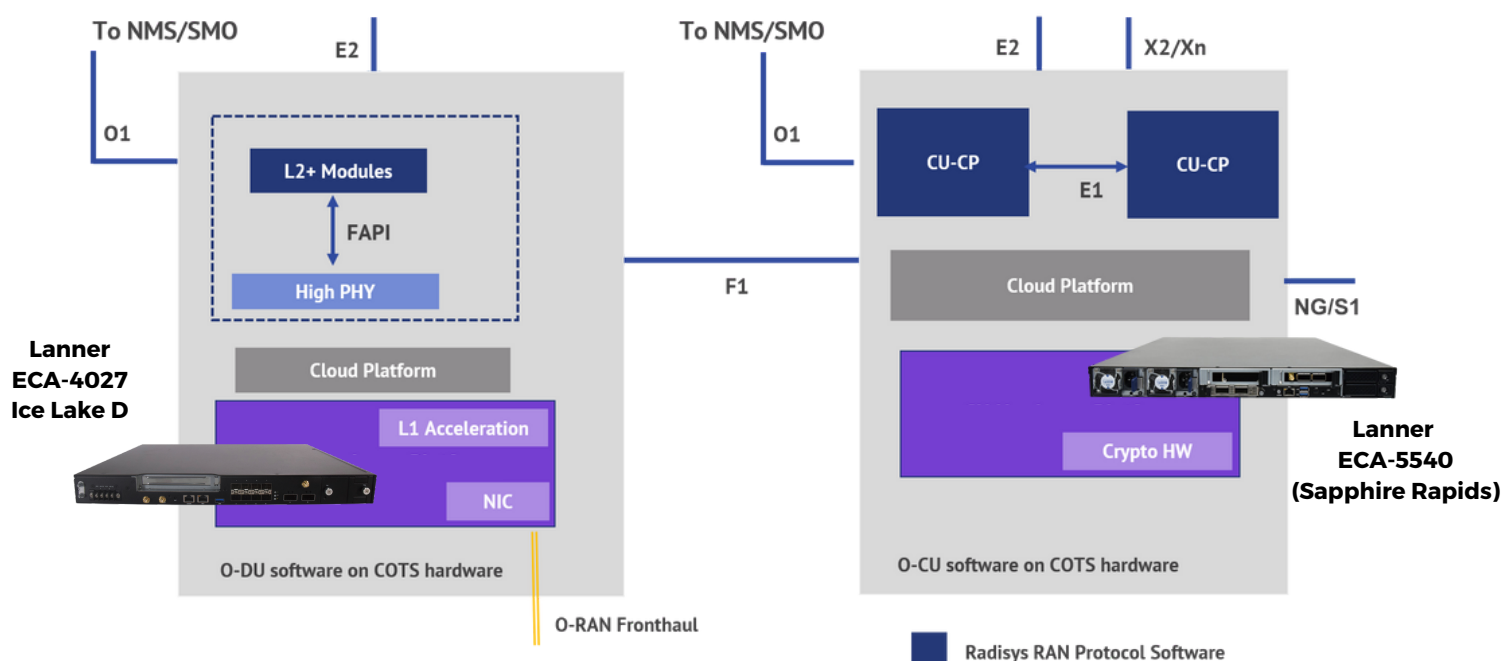 To NMS/SMO
E2
O1
L2+ Modules
FAPI
High PHY
Cloud Platform
L1 Acceleration
NIC
O-DU software on COTS hardware
O-RAN Fronthaul
Lanner
ECA-4027
Ice Lake D
F1
To NMS/SMO
E2
X2/Xn
O1
CU-CP
E1
CU-CP
Cloud Platform
NG/S1
Crypto HW
O-CU software on COTS hardware
Lanner
ECA-5540
(Sapphire Rapids)
Radisys RAN Protocol Software